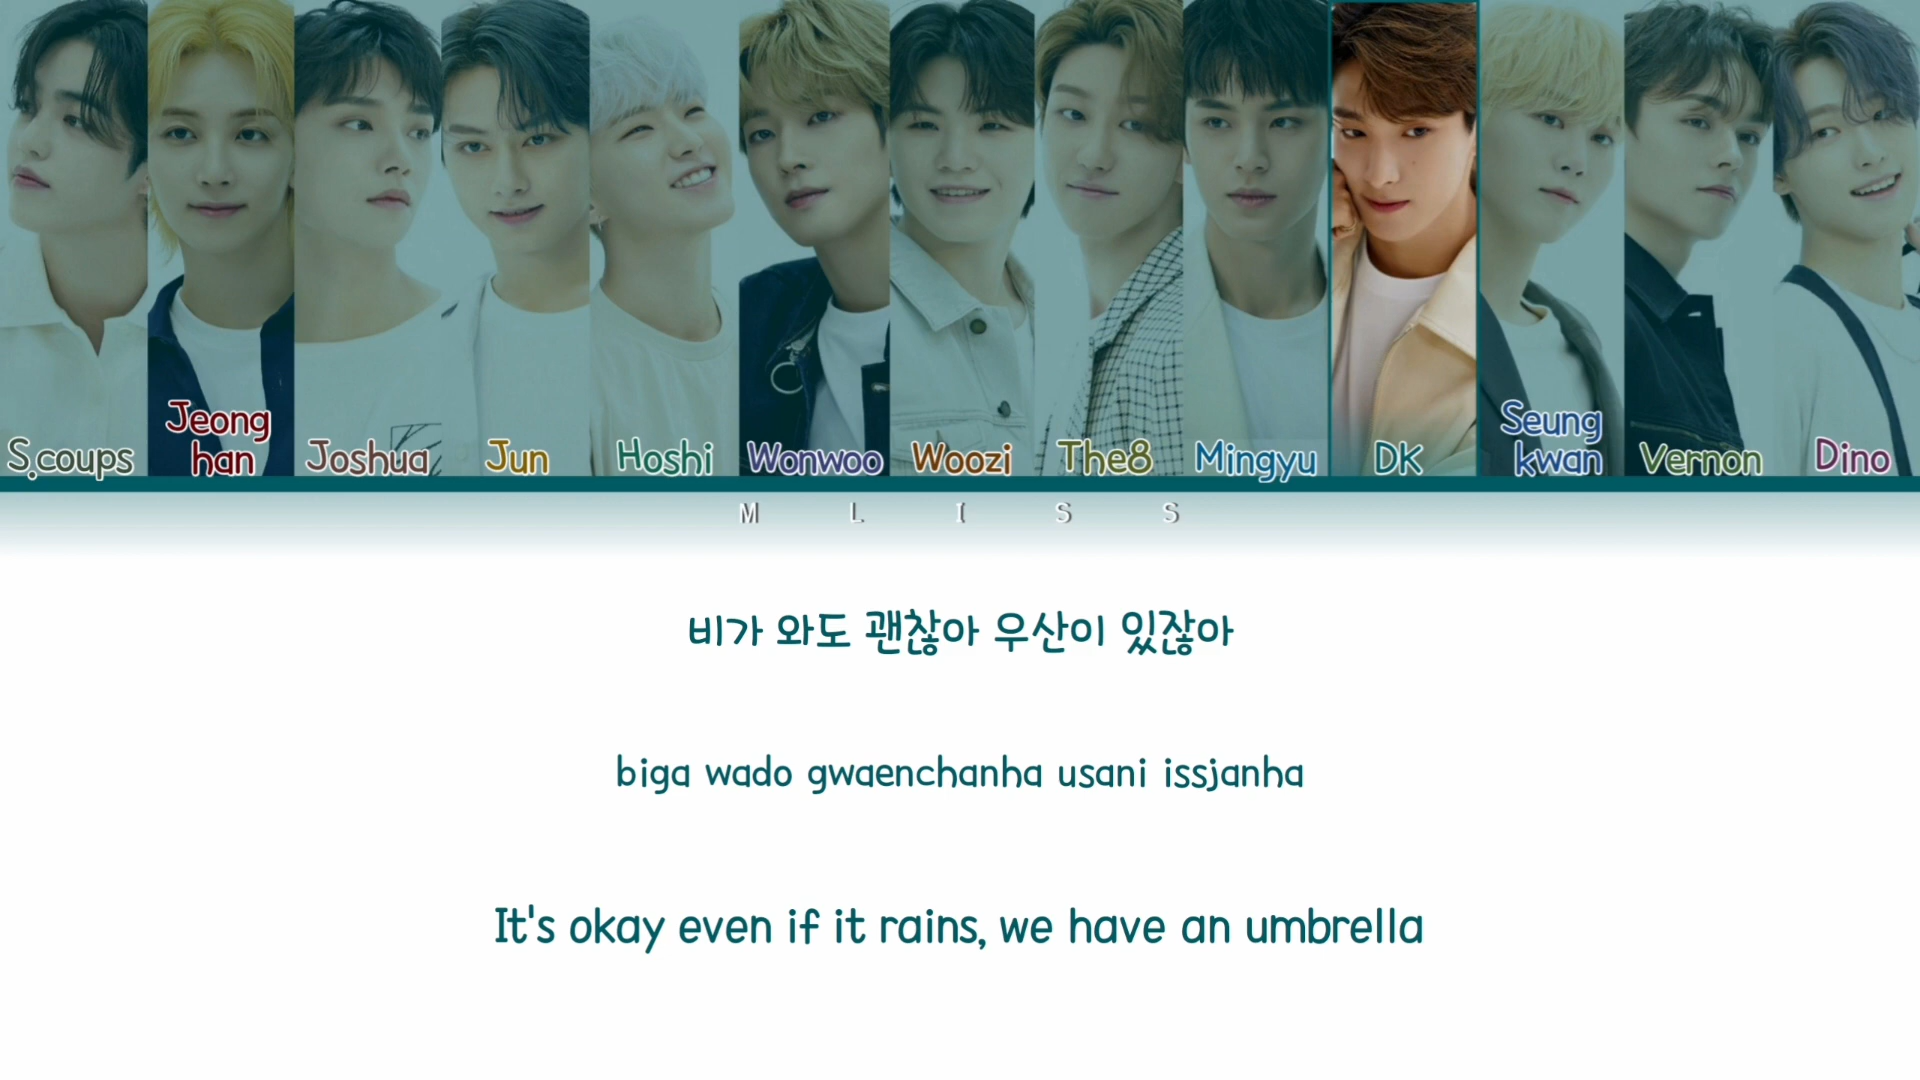 S.coups
Jeong
han
Joshua
Jun
Hoshi
Wonwoo
Woozi
The8
Mingyu
DK
Seung
kwan
Vernon
Dino
M L I S S
비가 와도 괜찮아 우산이 있잖아
biga wado gwaenchanha usani issjanha
It's okay even if it rains, we have an umbrella